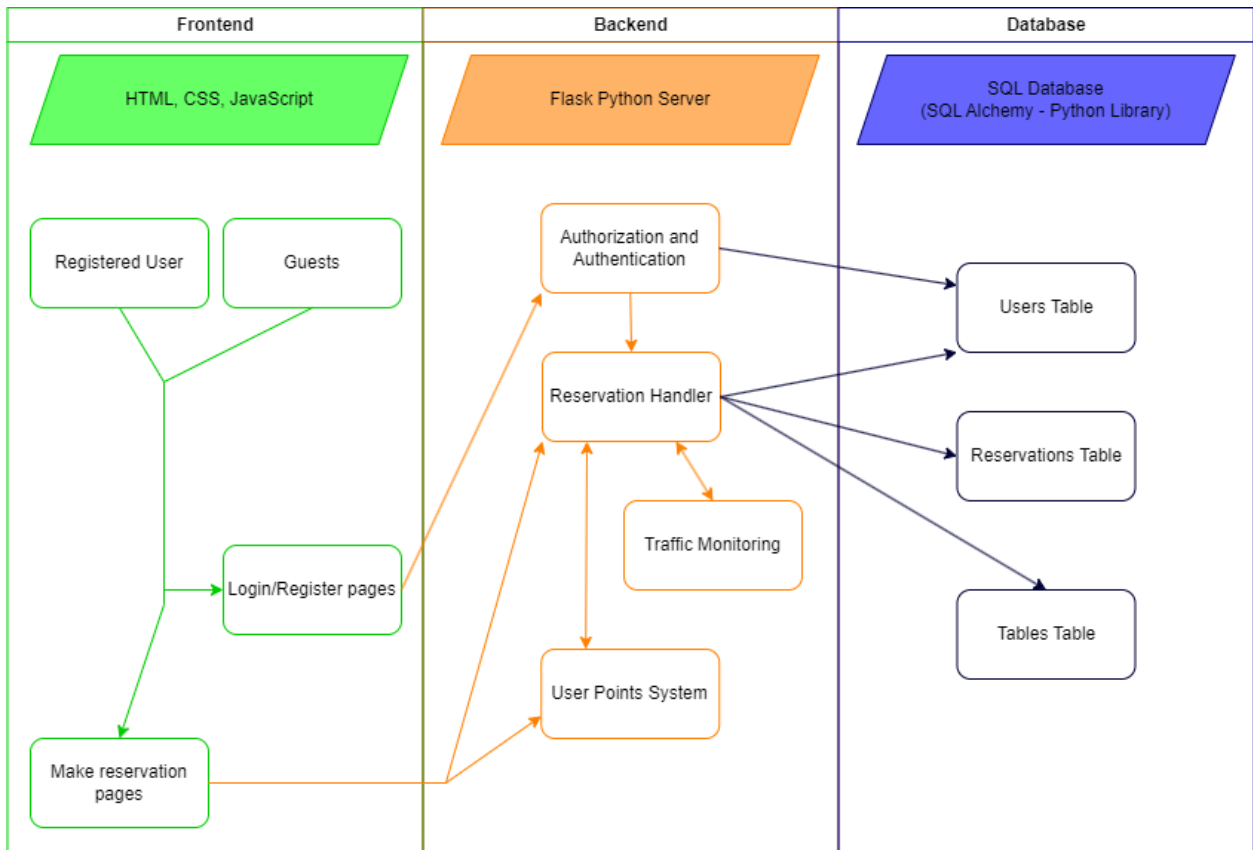 Frontend
Backend
Database
HTML, CSS, JavaScript
Flask Python Server
SQL Database
(SQL Alchemy - Python Library)
Registered User
Guests
Authorization and
Authentication
Users Table
Reservation Handler
Reservations Table
Traffic Monitoring
Login/Register pages
Tables Table
User Points System
Make reservation
pages